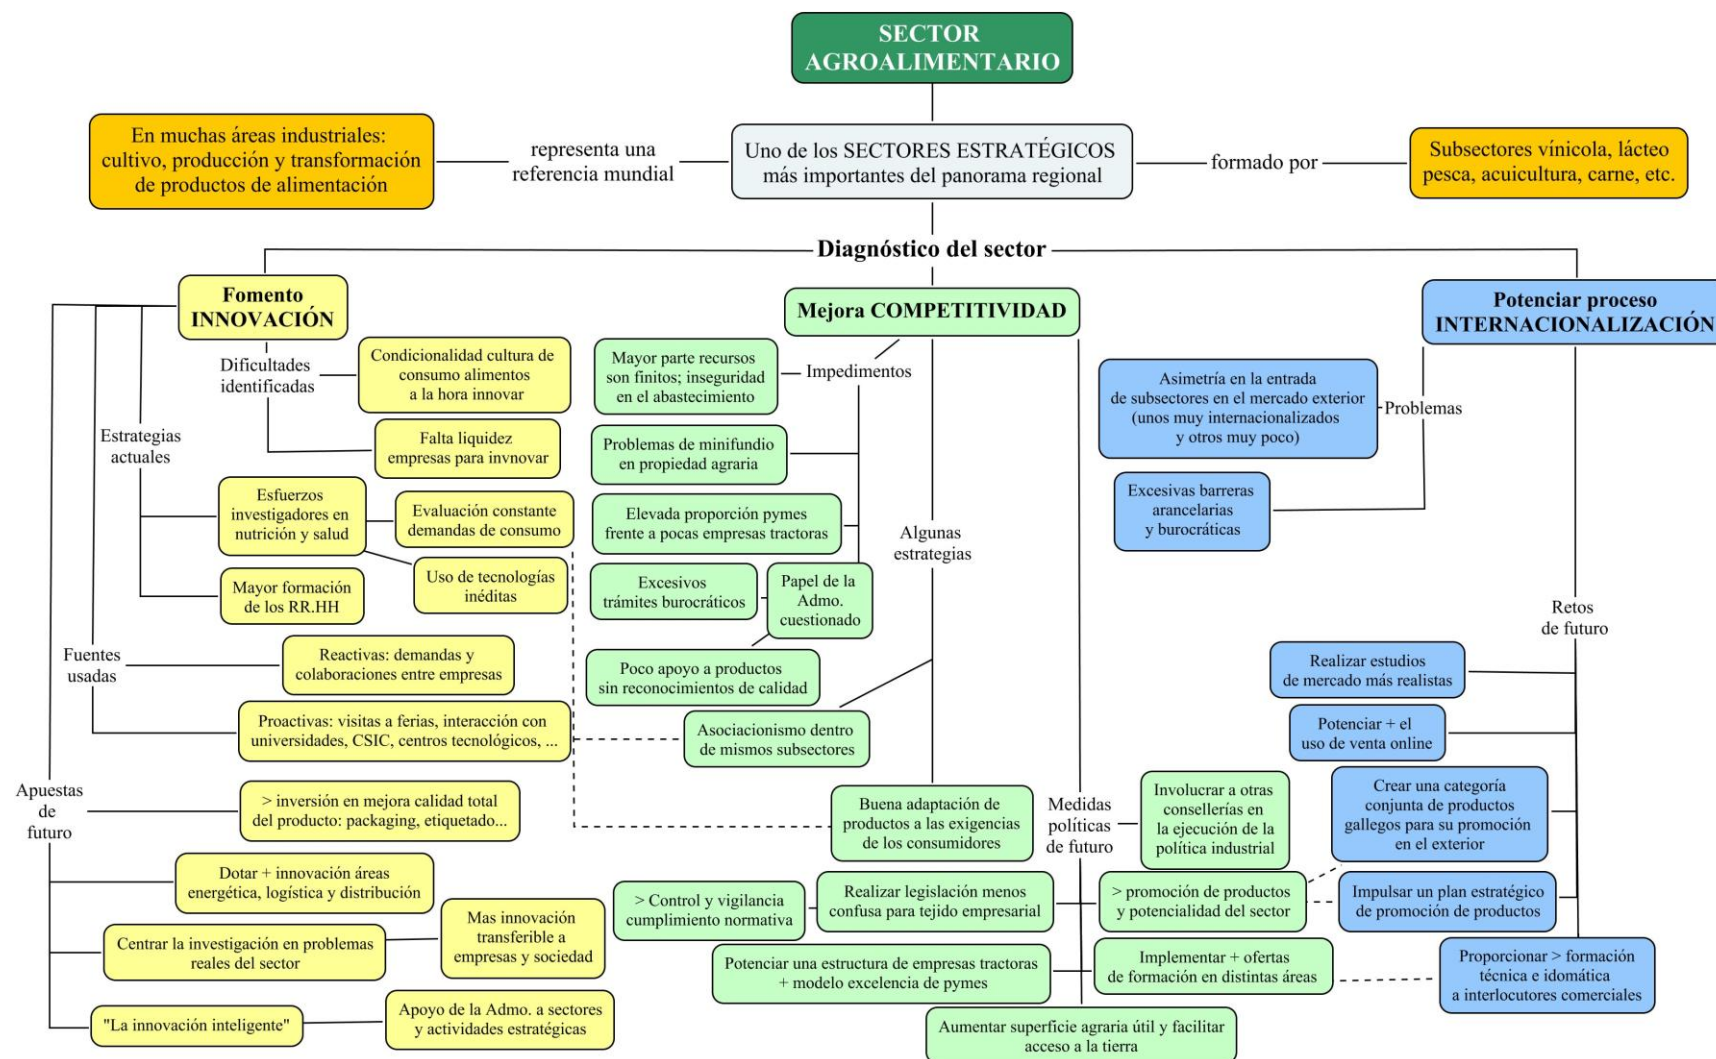 SECTOR
AGROALIMENTARIO
En muchas áreas industriales:
cultivo, producción y transformación
de productos de alimentación
representa una
referencia mundial
Uno de los SECTORES ESTRATÉGICOS
más importantes del panorama regional
formado por
Subsectores vínicola, lácteo
pesca, acuicultura, carne, etc.
Diagnóstico del sector
Fomento
INNOVACIÓN
Dificultades
identificadas
Condicionalidad cultura de
consumo alimentos
a la hora innovar
Falta liquidez
empresas para invnovar
Estrategias
actuales
Esfuerzos
investigadores en
nutrición y salud
Evaluación constante
demandas de consumo
Uso de tecnologías
inéditas
Mayor formación
de los RR.HH
Fuentes
usadas
Reactivas: demandas y
colaboraciones entre empresas
Proactivas: visitas a ferias, interacción con
universidades, CSIC, centros tecnológicos, ...
Apuestas
de
futuro
> inversión en mejora calidad total
del producto: packaging, etiquetado...
Dotar + innovación áreas
energética, logística y distribución
Centrar la investigación en problemas
reales del sector
Mas innovación
transferible a
empresas y sociedad
"La innovación inteligente"
Apoyo de la Admo. a sectores
y actividades estratégicas
Mejora COMPETITIVIDAD
Impedimentos
Mayor parte recursos
son finitos; inseguridad
en el abastecimiento
Problemas de minifundio
en propiedad agraria
Elevada proporción pymes
frente a pocas empresas tractoras
Excesivos
trámites burocráticos
Papel de la
Admo.
cuestionado
Poco apoyo a productos
sin reconocimientos de calidad
Algunas
estrategias
Asociacionismo dentro
de mismos subsectores
Buena adaptación de
productos a las exigencias
de los consumidores
Medidas
políticas
de futuro
Involucrar a otras
consellerías en
la ejecución de la
política industrial
Realizar legislación menos
confusa para tejido empresarial
> Control y vigilancia
cumplimiento normativa
> promoción de productos
y potencialidad del sector
Potenciar una estructura de empresas tractoras
+ modelo excelencia de pymes
Implementar + ofertas
de formación en distintas áreas
Aumentar superficie agraria útil y facilitar
acceso a la tierra
Potenciar proceso
INTERNACIONALIZACIÓN
Problemas
Asimetría en la entrada
de subsectores en el mercado exterior
(unos muy internacionalizados
y otros muy poco)
Excesivas barreras
arancelarias
y burocráticas
Retos
de futuro
Realizar estudios
de mercado más realistas
Potenciar + el
uso de venta online
Crear una categoría
conjunta de productos
gallegos para su promoción
en el exterior
Impulsar un plan estratégico
de promoción de productos
Proporcionar > formación
técnica e idomática
a interlocutores comerciales